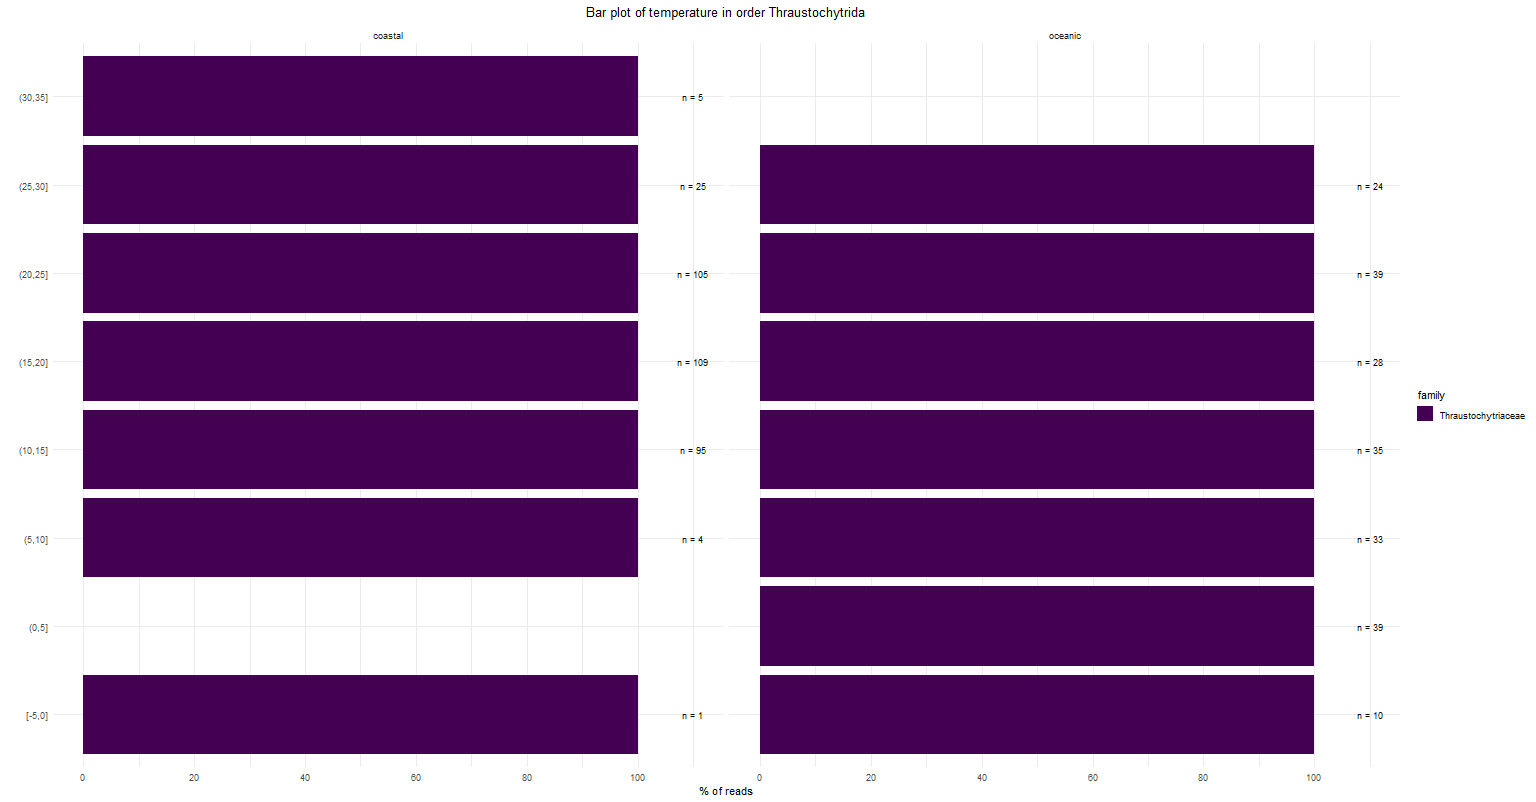 Bar plot of temperature in order Thraustochytrida
coastal
oceanic
(30,35]
n = 5
(25,30]
n = 25
n = 24
(20,25]
n = 105
n = 39
(15,20]
n = 109
n = 28
(10,15]
n = 95
n = 35
(5,10]
n = 4
n = 33
(0,5]
n = 39
[-5,0]
n = 1
n = 10
0 20 40 60 80 100
0 20 40 60 80 100
% of reads
family
Thraustochytriaceae